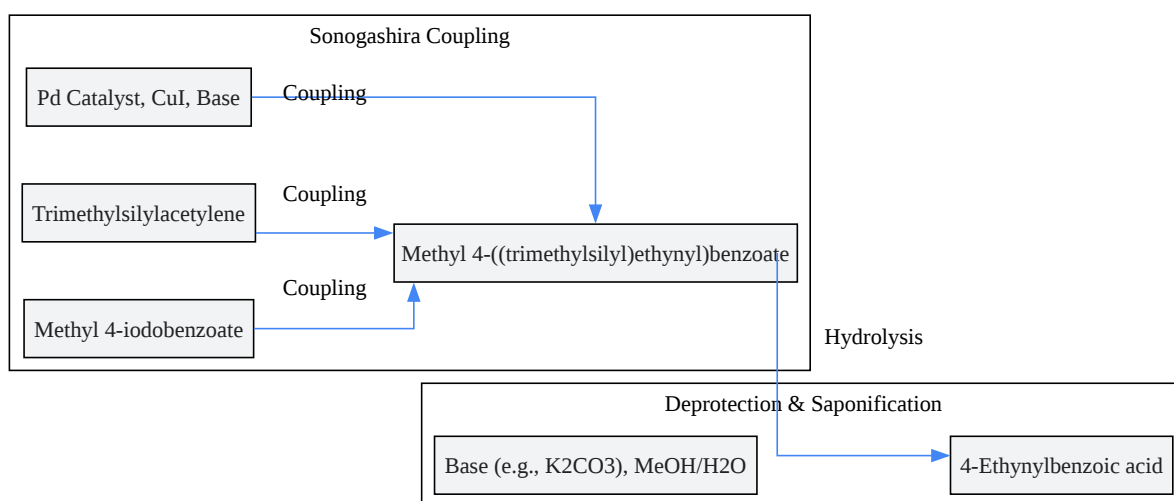 Sonogashira Coupling
Pd Catalyst, CuI, Base
Coupling
Trimethylsilylacetylene
Coupling
Methyl 4-((trimethylsilyl)ethynyl)benzoate
Coupling
Methyl 4-iodobenzoate
Hydrolysis
Deprotection & Saponification
Base (e.g., K2CO3), MeOH/H2O
4-Ethynylbenzoic acid